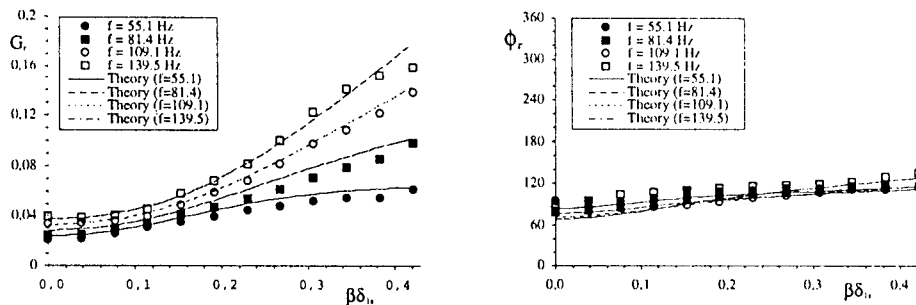 0,2
G_r
0,16
0,12
0,08
0,04
0
● f = 55.1 Hz
■ f = 81.4 Hz
○ f = 109.1 Hz
□ f = 139.5 Hz
Theory (f=55.1)
Theory (f=81.4)
Theory (f=109.1)
Theory (f=139.5)
0,0 0,1 0,2 0,3 0,4
βδ_h
360
ϕ_r
300
240
180
120
60
0
● f = 55.1 Hz
■ f = 81.4 Hz
○ f = 109.1 Hz
□ f = 139.5 Hz
Theory (f=55.1)
Theory (f=81.4)
Theory (f=109.1)
Theory (f=139.5)
0.0 0.1 0.2 0.3 0.4
βδ_h